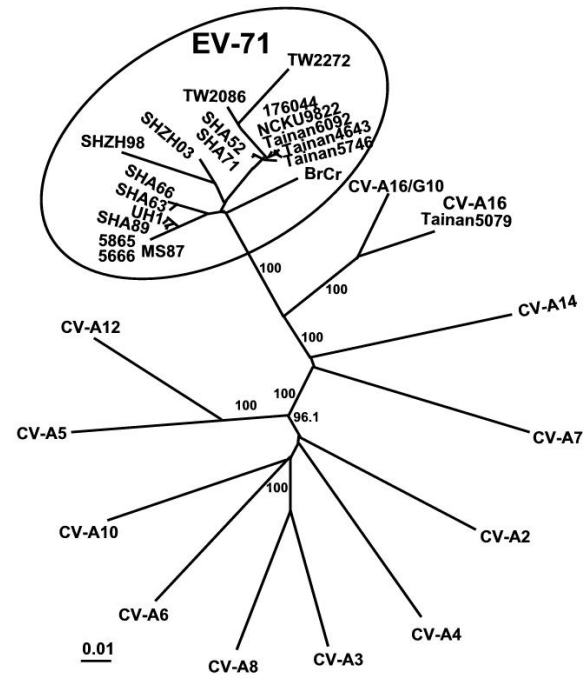 EV-71
TW2272
TW2086
176044
NCKU9822
Tainan6092
Tainan4643
Tainan5746
SHA52
SHA71
SHZH03
SHZH98
BrCr
SHA66
SHA637
UH1
SHA89
5865
5666
MS87
CV-A16/G10
CV-A16
Tainan5079
100
100
100
CV-A14
CV-A12
100
100
96.1
CV-A5
CV-A7
100
CV-A10
CV-A2
CV-A6
CV-A4
CV-A8
CV-A3
0.01